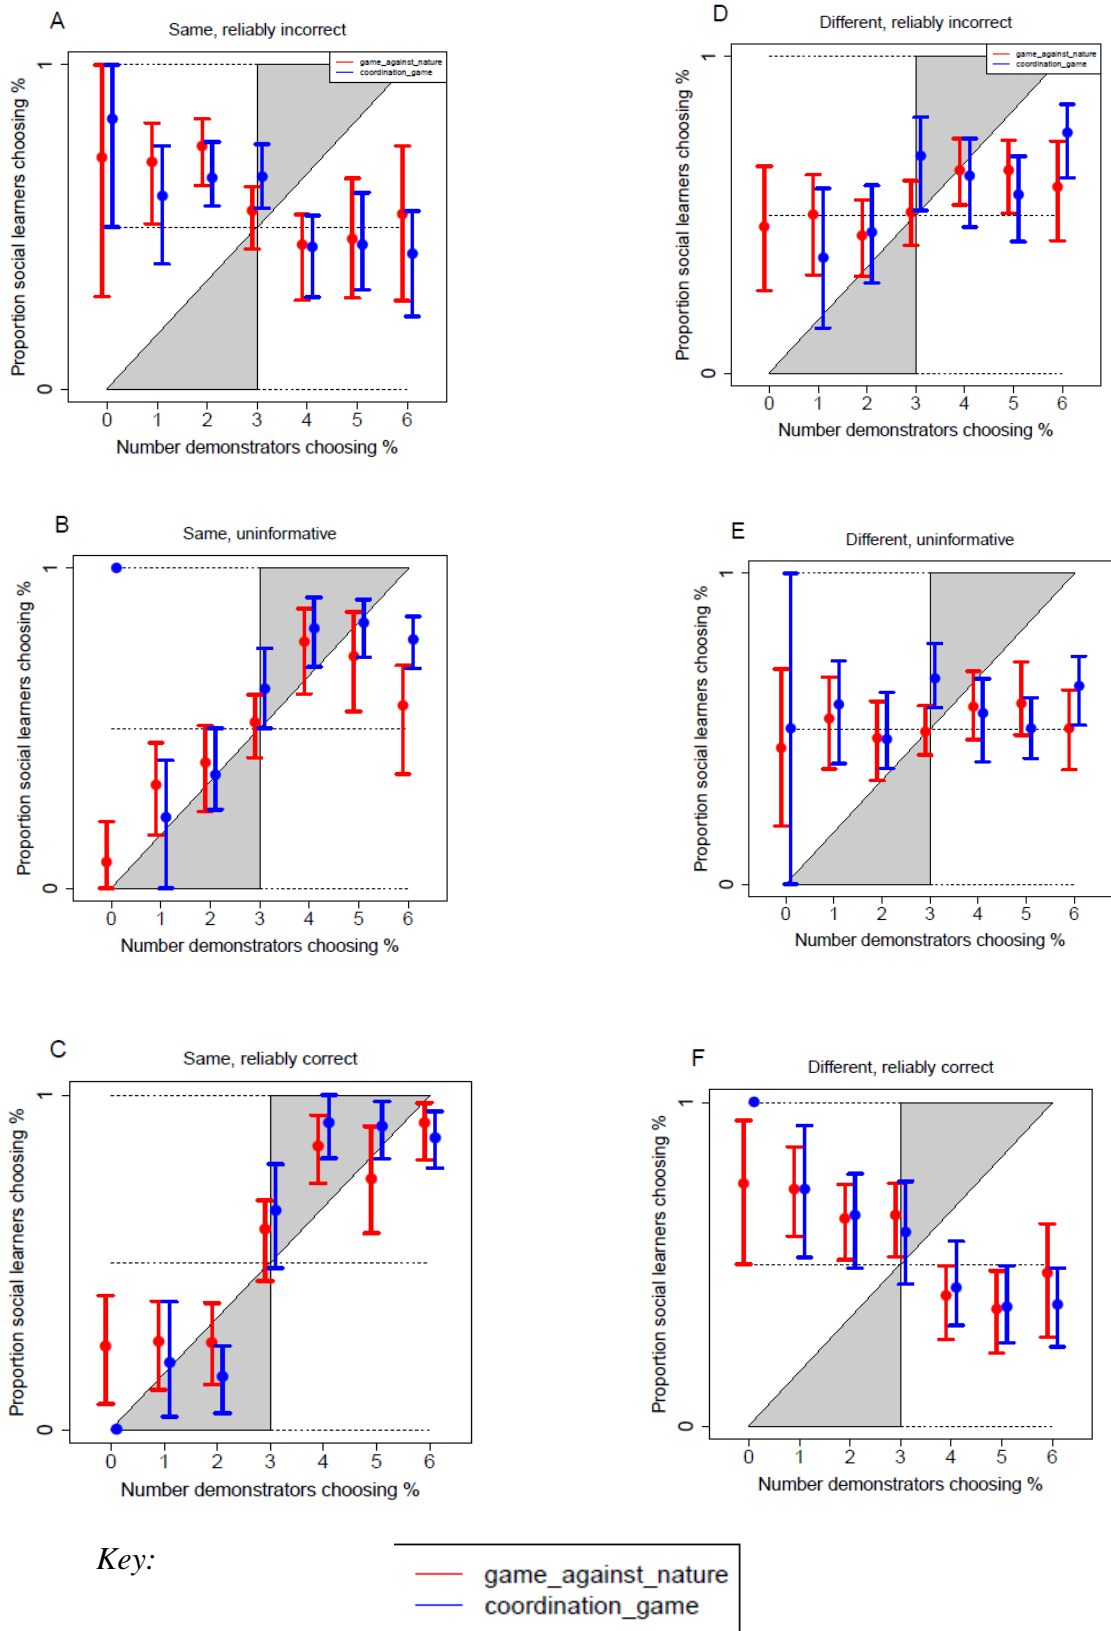 A
Same, reliably incorrect
game_against_nature
coordination_game
Proportion social learners choosing %
1
0
0 1 2 3 4 5 6
Number demonstrators choosing %
D
Different, reliably incorrect
game_against_nature
coordination_game
Proportion social learners choosing %
1
0
0 1 2 3 4 5 6
Number demonstrators choosing %
B
Same, uninformative
Proportion social learners choosing %
1
0
0 1 2 3 4 5 6
Number demonstrators choosing %
E
Different, uninformative
Proportion social learners choosing %
1
0
0 1 2 3 4 5 6
Number demonstrators choosing %
C
Same, reliably correct
Proportion social learners choosing %
1
0
0 1 2 3 4 5 6
Number demonstrators choosing %
F
Different, reliably correct
Proportion social learners choosing %
1
0
0 1 2 3 4 5 6
Number demonstrators choosing %
Key:
game_against_nature
coordination_game